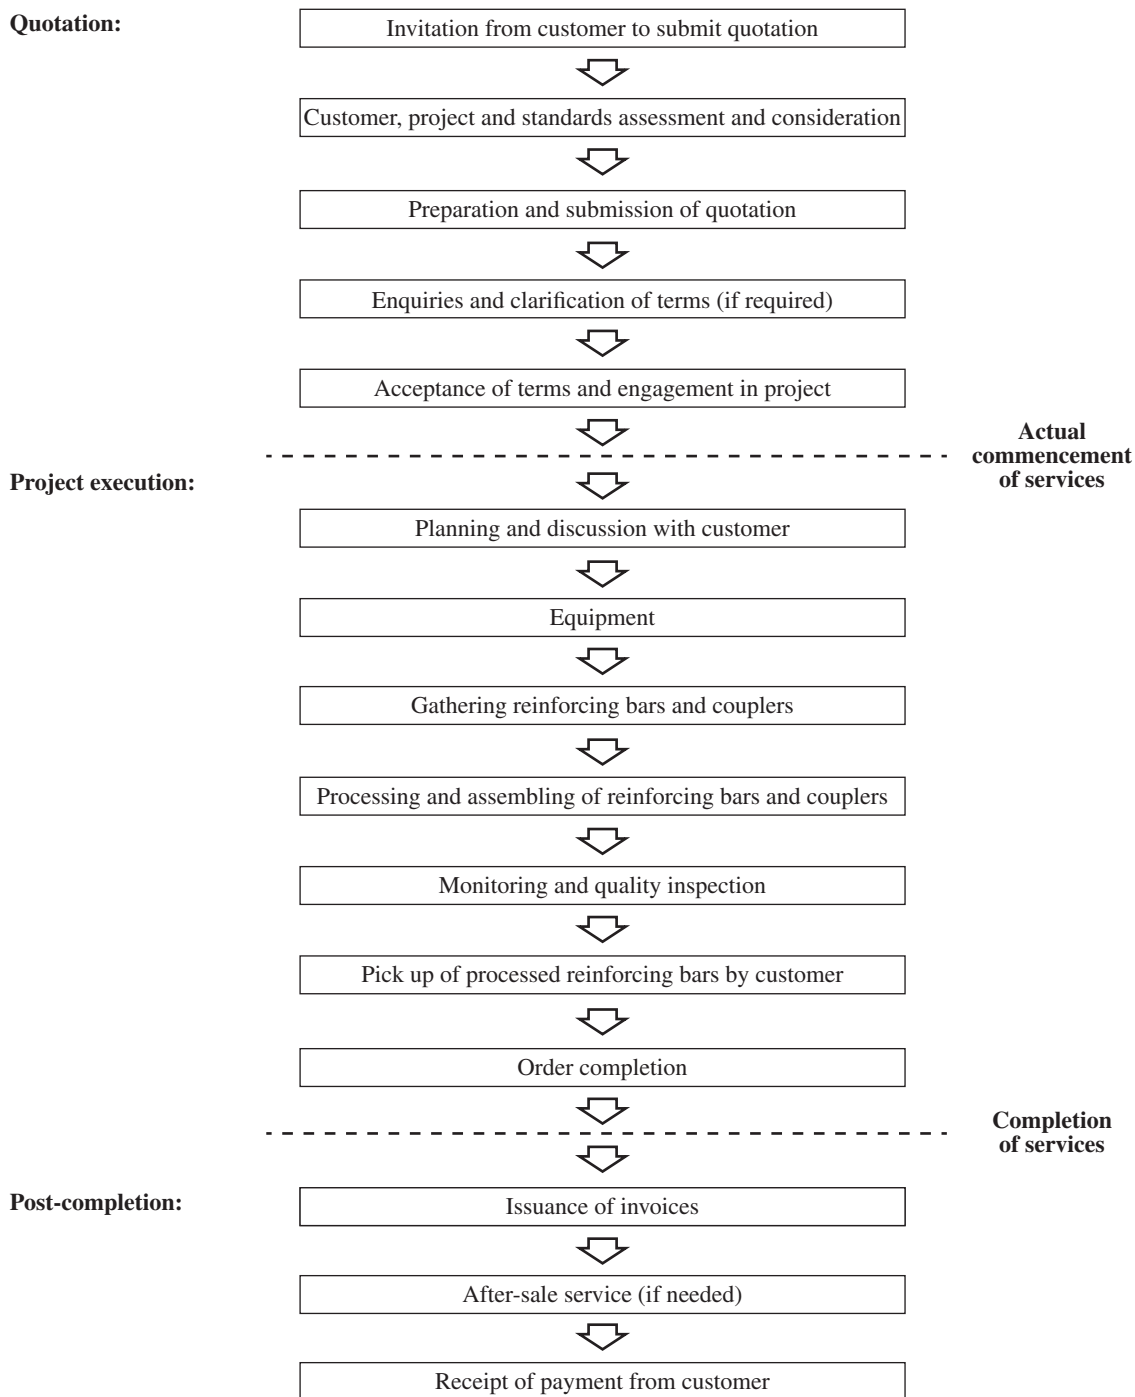 Quotation:
Invitation from customer to submit quotation
Customer, project and standards assessment and consideration
Preparation and submission of quotation
Enquiries and clarification of terms (if required)
Acceptance of terms and engagement in project
Actual
commencement
of services
Project execution:
Planning and discussion with customer
Equipment
Gathering reinforcing bars and couplers
Processing and assembling of reinforcing bars and couplers
Monitoring and quality inspection
Pick up of processed reinforcing bars by customer
Order completion
Completion
of services
Post-completion:
Issuance of invoices
After-sale service (if needed)
Receipt of payment from customer